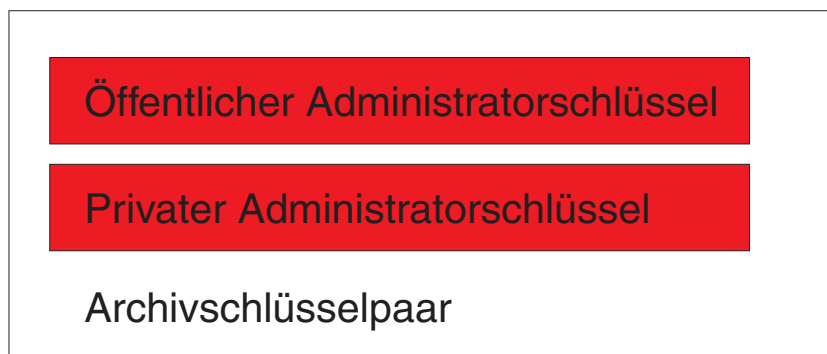 Öffentlicher Administratorschlüssel
Privater Administratorschlüssel
Archivschlüsselpaar